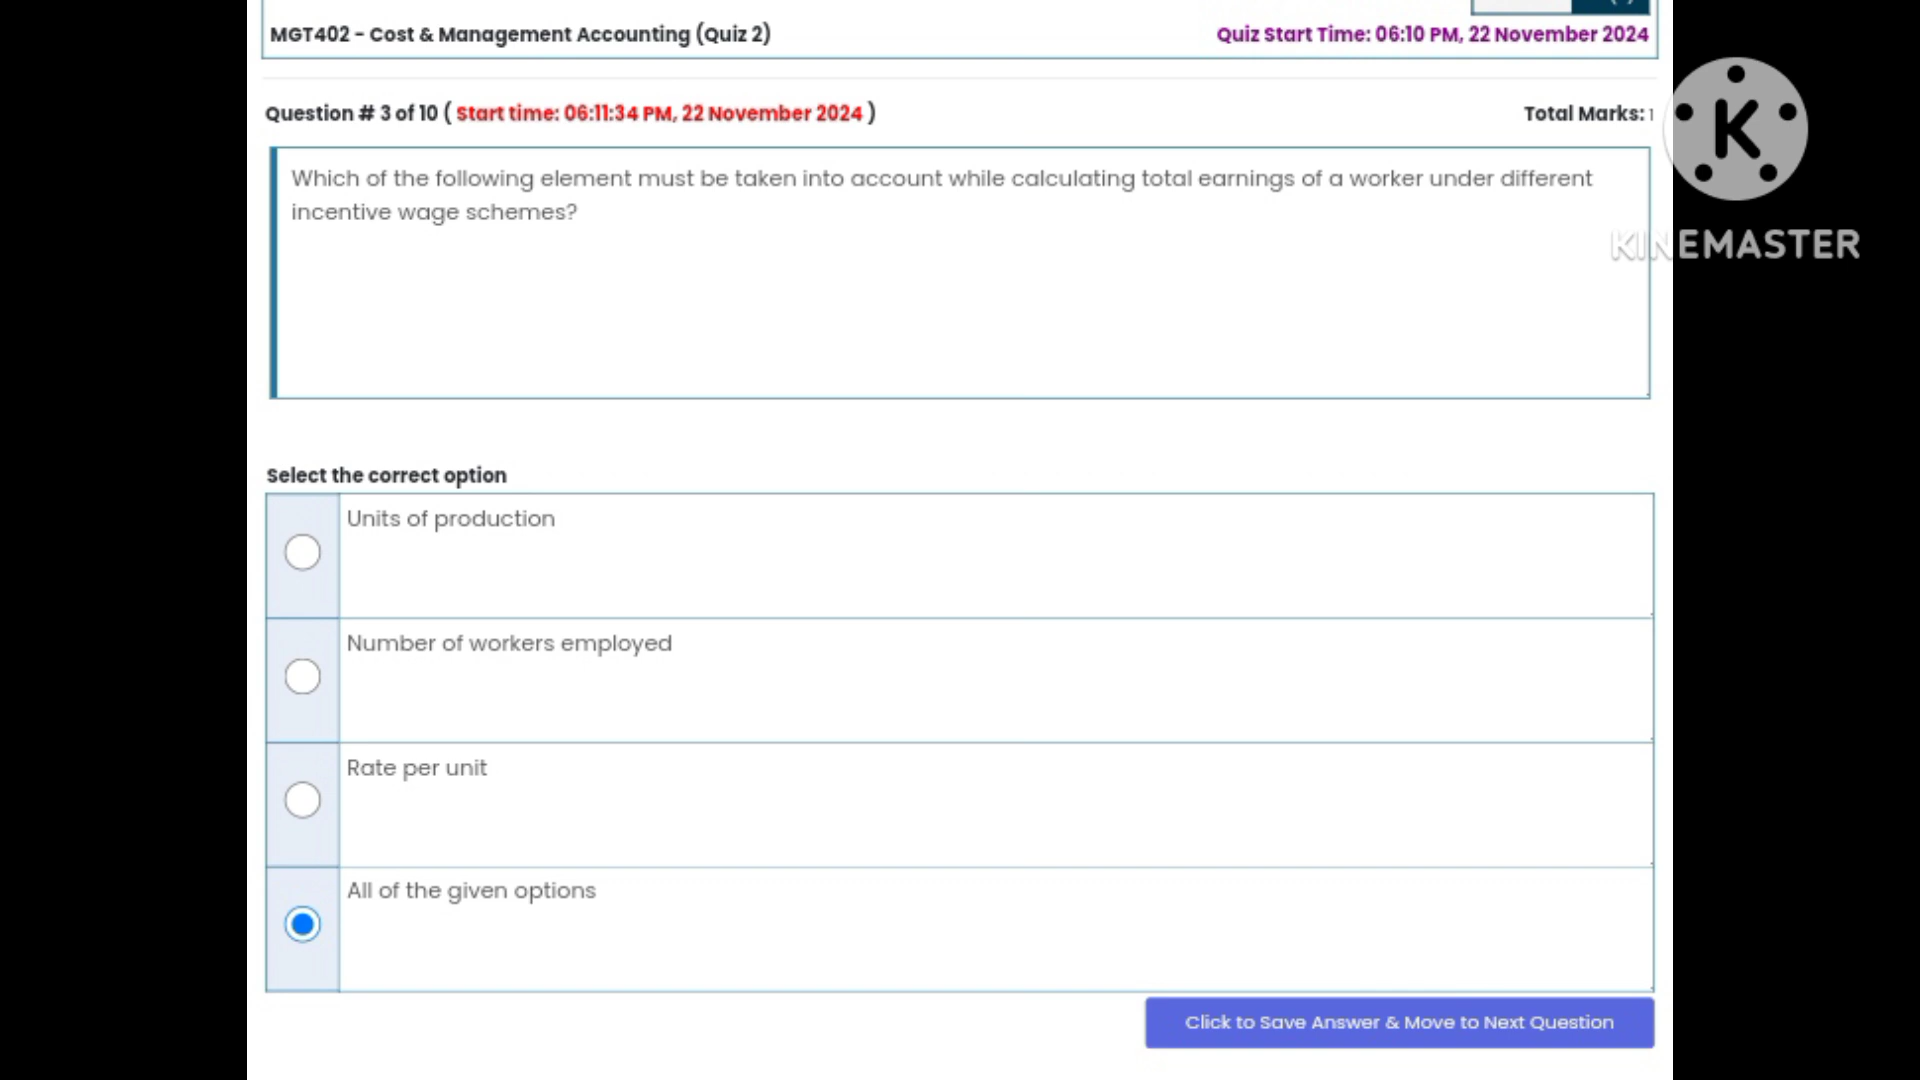 MGT402 - Cost & Management Accounting (Quiz 2)
Quiz Start Time: 06:10 PM, 22 November 2024
Question # 3 of 10 ( Start time: 06:11:34 PM, 22 November 2024 )
Total Marks: 1
K
KINEMASTER
Which of the following element must be taken into account while calculating total earnings of a worker under different
incentive wage schemes?
Select the correct option
Units of production
Number of workers employed
Rate per unit
All of the given options
Click to Save Answer & Move to Next Question